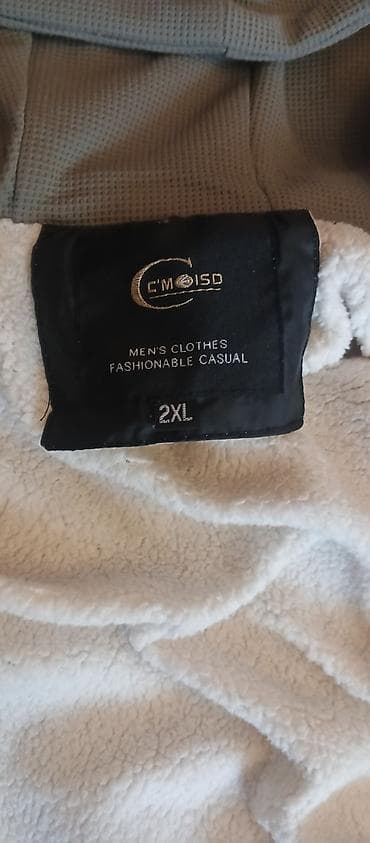 C'MOISD
MEN'S CLOTHES
FASHIONABLE CASUAL
2XL